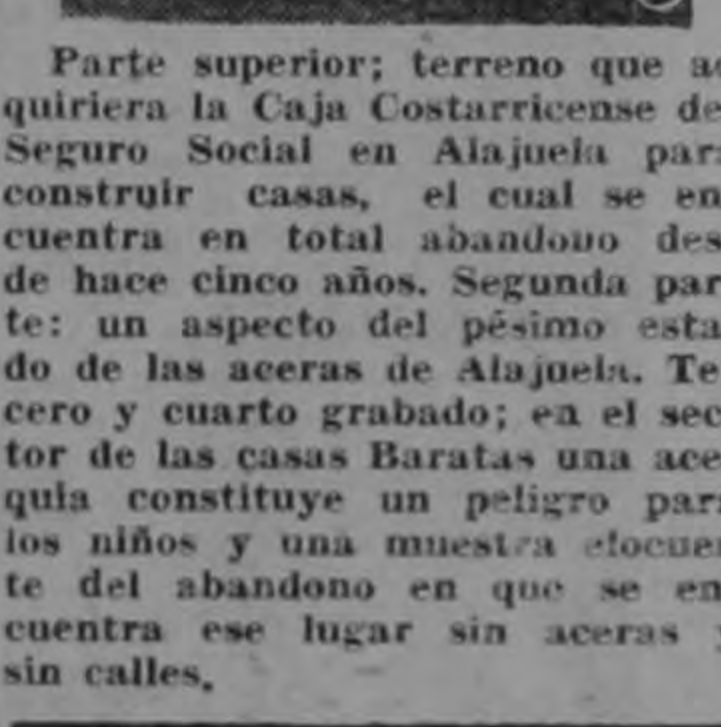 Parte superior; terreno que ac
quiriera la Caja Costarricense de
Seguro Social en Alajuela para
construir casas, el cual se en
cuentra en total abandono des
de hace cinco años. Segunda par
te: un aspecto del pésimo esta
do de las aceras de Alajuela. Te
cero y cuarto grabado; en el sec
tor de las casas Baratas una ace
quia constituye un peligro para
los niños y una muestra elocuen
te del abandono en que se en
cuentra ese lugar sin aceras y
sin calles.